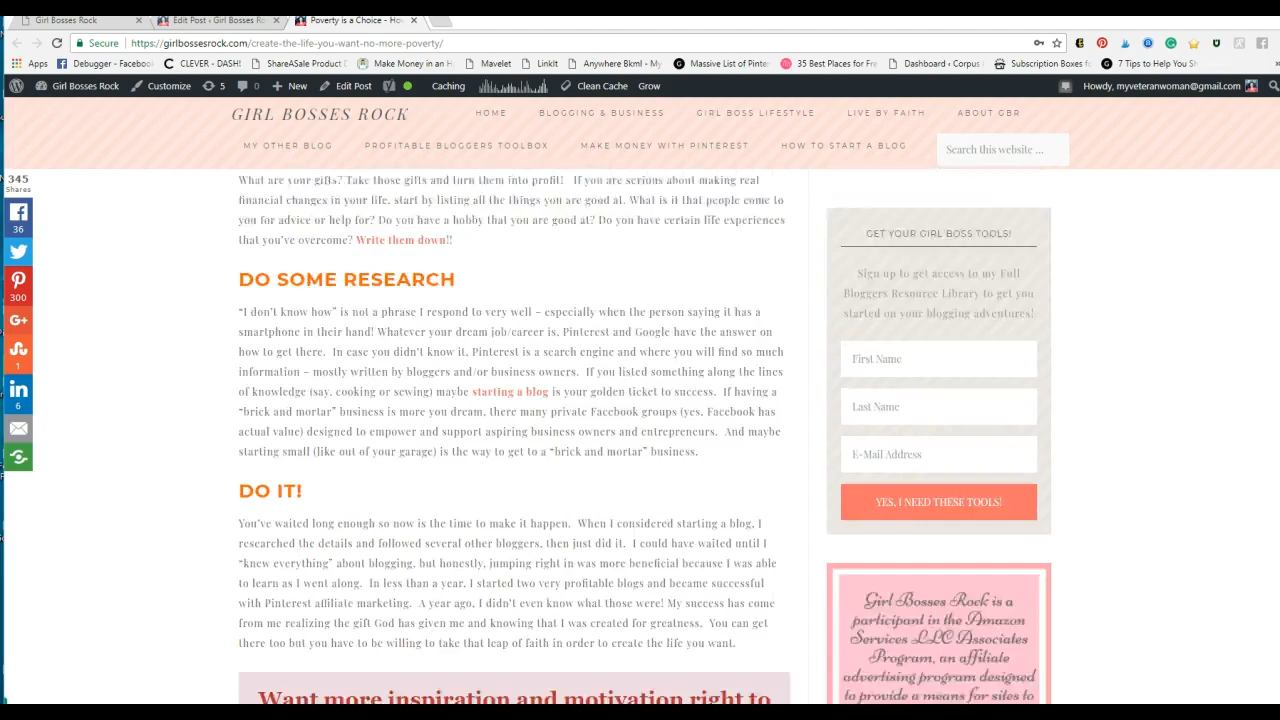 Girl Bosses Rock
Edit Post ‹ Girl Bosses Ro
Poverty is a Choice - Ho
Secure
https://girlbossesrock.com/create-the-life-you-want-no-more-poverty/
Apps
Debugger - Facebook
CLEVER - DASH!
ShareASale Product D
Make Money in an H
Mavelet
LinkIt
Anywhere Bkml - My
Massive List of Pinter
35 Best Places for Fre
Dashboard ‹ Corpus
Subscription Boxes fo
7 Tips to Help You Sh
Girl Bosses Rock
Customize
5
0
New
Edit Post
Caching
Clean Cache
Grow
Howdy, myveteranwoman@gmail.com
GIRL BOSSES ROCK
HOME
BLOGGING & BUSINESS
GIRL BOSS LIFESTYLE
LIVE BY FAITH
ABOUT GBR
MY OTHER BLOG
PROFITABLE BLOGGERS TOOLBOX
MAKE MONEY WITH PINTEREST
HOW TO START A BLOG
Search this website ...
345
Shares
36
300
G+
1
in
6
What are your gifts? Take those gifts and turn them into profit! If you are serious about making real
financial changes in your life, start by listing all the things you are good at. What is it that people come to
you for advice or help for? Do you have a hobby that you are good at? Do you have certain life experiences
that you've overcome? Write them down!!
DO SOME RESEARCH
“I don't know how” is not a phrase I respond to very well – especially when the person saying it has a
smartphone in their hand! Whatever your dream job/career is, Pinterest and Google have the answer on
how to get there. In case you didn't know it, Pinterest is a search engine and where you will find so much
information – mostly written by bloggers and/or business owners. If you listed something along the lines
of knowledge (say, cooking or sewing) maybe starting a blog is your golden ticket to success. If having a
“brick and mortar” business is more you dream, there many private Facebook groups (yes, Facebook has
actual value) designed to empower and support aspiring business owners and entrepreneurs. And maybe
starting small (like out of your garage) is the way to get to a “brick and mortar” business.
DO IT!
You've waited long enough so now is the time to make it happen. When I considered starting a blog, I
researched the details and followed several other bloggers, then just did it. I could have waited until I
“knew everything” about blogging, but honestly, jumping right in was more beneficial because I was able
to learn as I went along. In less than a year, I started two very profitable blogs and became successful
with Pinterest affiliate marketing. A year ago, I didn't even know what those were! My success has come
from me realizing the gift God has given me and knowing that I was created for greatness. You can get
there too but you have to be willing to take that leap of faith in order to create the life you want.
Want more inspiration and motivation right to
GET YOUR GIRL BOSS TOOLS!
Sign up to get access to my Full
Bloggers Resource Library to get you
started on your blogging adventures!
First Name
Last Name
E-Mail Address
YES, I NEED THESE TOOLS!
Girl Bosses Rock is a
participant in the Amazon
Services LLC Associates
Program, an affiliate
advertising program designed
to provide a means for sites to